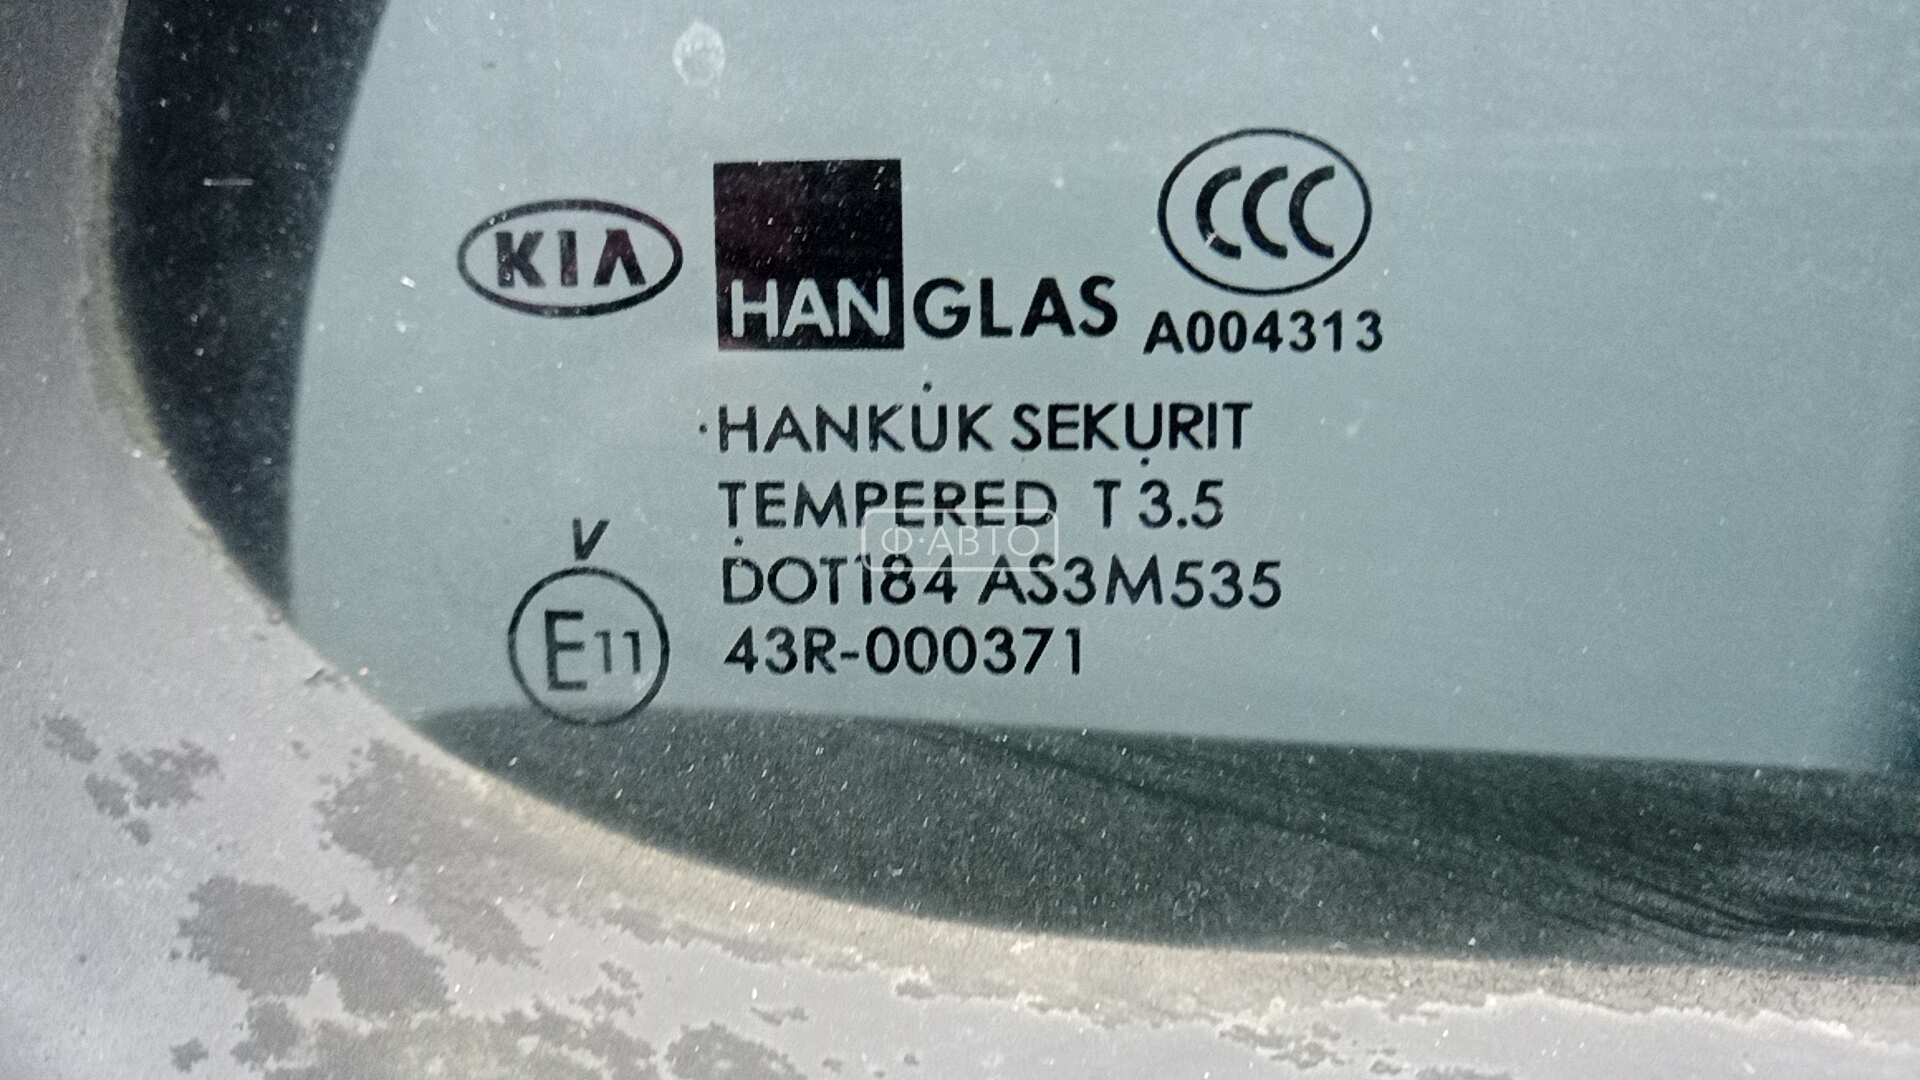 KIA
HANGLAS
CCC
A004313
HANKUK SEKURIT
TEMPERED T 3.5
Ф·АВТО
DOT184 AS3M535
43R-000371
V
E11